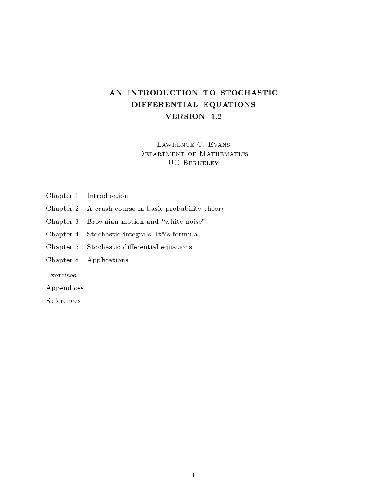 AN INTRODUCTION TO STOCHASTIC
DIFFERENTIAL EQUATIONS
VERSION 1.2
Lawrence C. Evans
Department of Mathematics
UC Berkeley
Chapter 1: Introduction
Chapter 2: A crash course in basic probability theory
Chapter 3: Brownian motion and "white noise"
Chapter 4: Stochastic integrals, Itô's formula
Chapter 5: Stochastic differential equations
Chapter 6: Applications
Exercises
Appendices
References
1